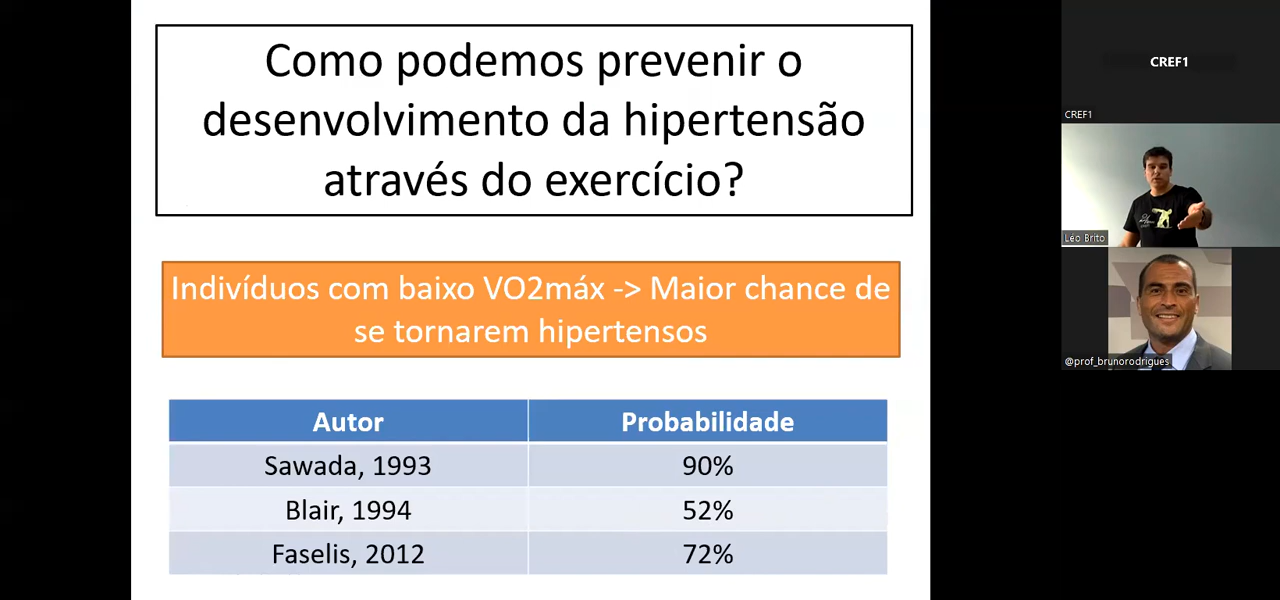 Como podemos prevenir o
desenvolvimento da hipertensão
através do exercício?
Indivíduos com baixo VO2máx -> Maior chance de
se tornarem hipertensos
Autor Probabilidade
Sawada, 1993 90%
Blair, 1994 52%
Faselis, 2012 72%
CREF1
CREF1
Léo Brito
@prof_brunorodrigues